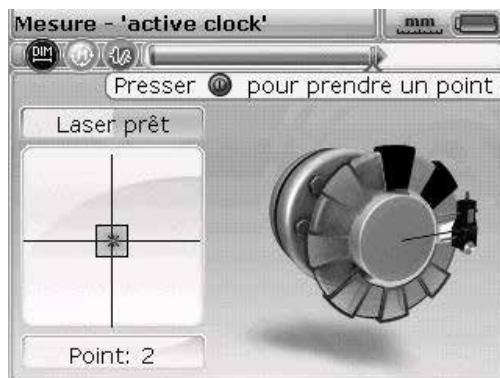 Mesure - 'active clock'
mm
DIM
Presser pour prendre un point
Laser prêt
Point: 2